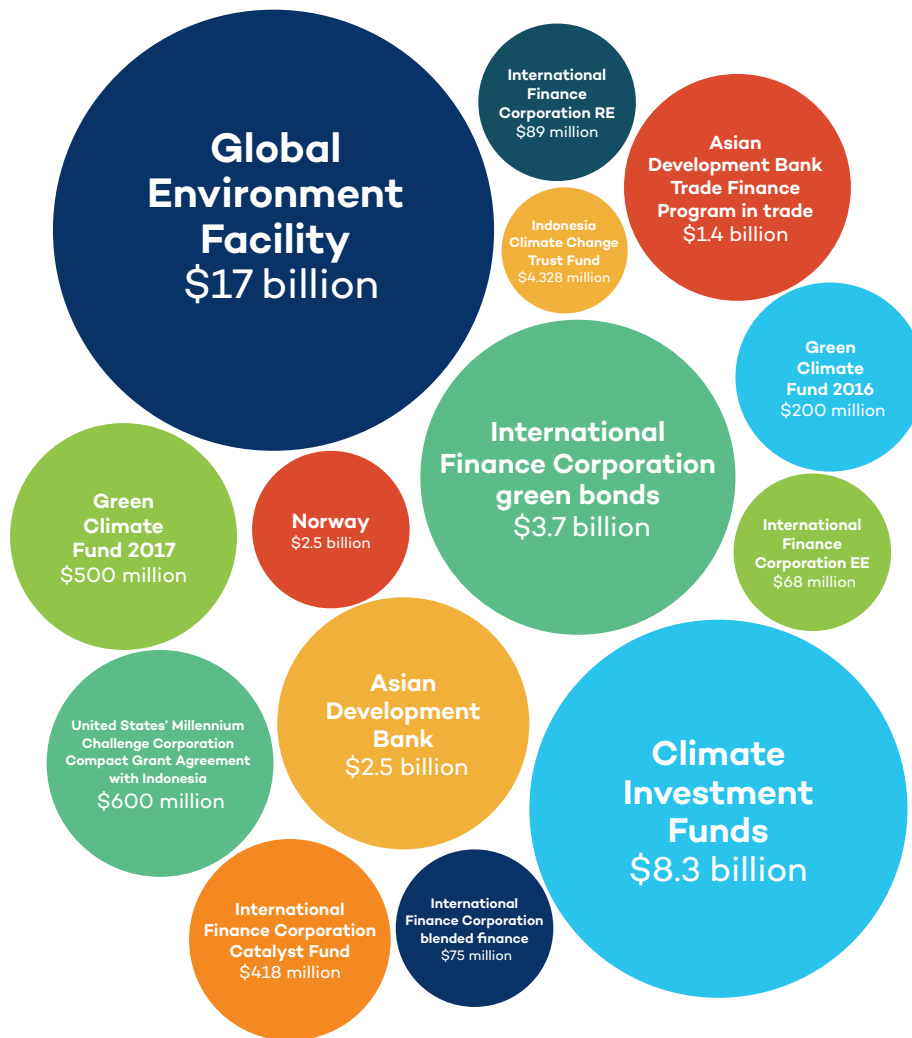 Global
Environment
Facility
$17 billion
International
Finance
Corporation RE
$89 million
Asian
Development Bank
Trade Finance
Program in trade
$1.4 billion
Indonesia
Climate Change
Trust Fund
$4.328 million
Green
Climate
Fund 2016
$200 million
International
Finance Corporation
green bonds
$3.7 billion
Green
Climate
Fund 2017
$500 million
Norway
$2.5 billion
International
Finance
Corporation EE
$68 million
Asian
Development
Bank
$2.5 billion
United States’ Millennium
Challenge Corporation
Compact Grant Agreement
with Indonesia
$600 million
Climate
Investment
Funds
$8.3 billion
International
Finance Corporation
Catalyst Fund
$418 million
International
Finance Corporation
blended finance
$75 million